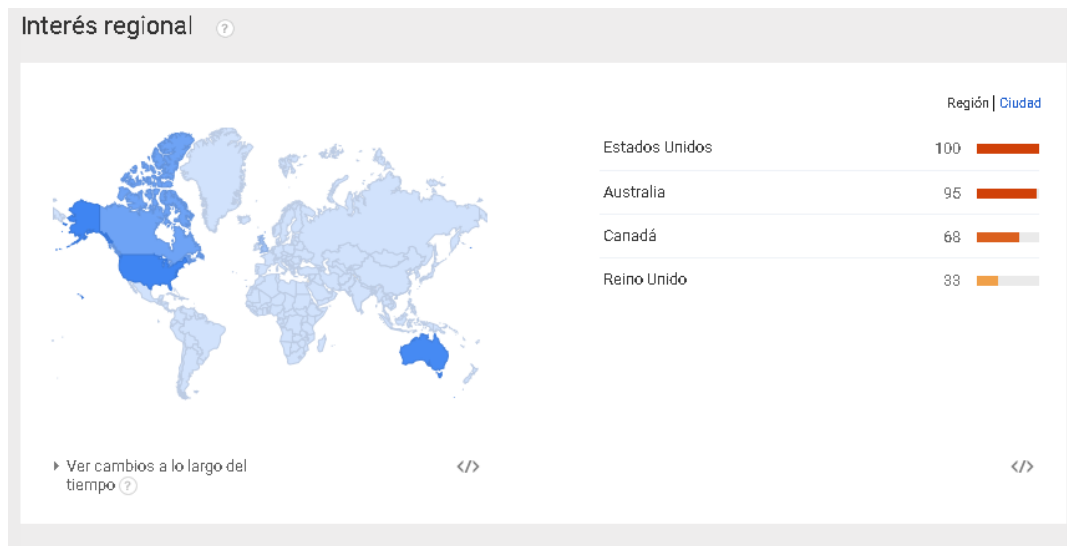 Interés regional ?
Región | Ciudad
Estados Unidos 100
Australia 95
Canadá 68
Reino Unido 33
Ver cambios a lo largo del
tiempo ?
</>
</>